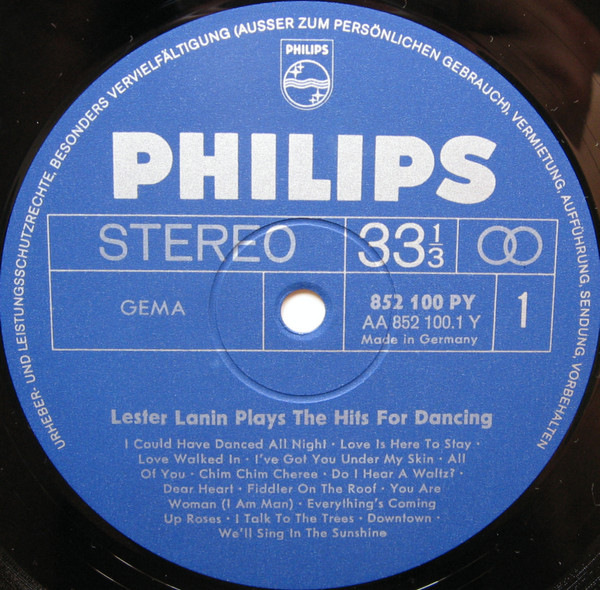 URHEBER- UND LEISTUNGSSCHUTZRECHTE, BESONDERS VERVIELFÄLTIGUNG (AUSSER ZUM PERSÖNLICHEN GEBRAUCH), VERMIETUNG, AUFFÜHRUNG, SENDUNG, VORBEHALTEN
PHILIPS
PHILIPS
STEREO
33⅓
GEMA
852 100 PY
AA 852 100.1 Y
Made in Germany
1
Lester Lanin Plays The Hits For Dancing
I Could Have Danced All Night · Love Is Here To Stay ·
Love Walked In · I've Got You Under My Skin · All
Of You · Chim Chim Cheree · Do I Hear A Waltz? ·
Dear Heart · Fiddler On The Roof · You Are
Woman (I Am Man) · Everything's Coming
Up Roses · I Talk To The Trees · Downtown ·
We'll Sing In The Sunshine